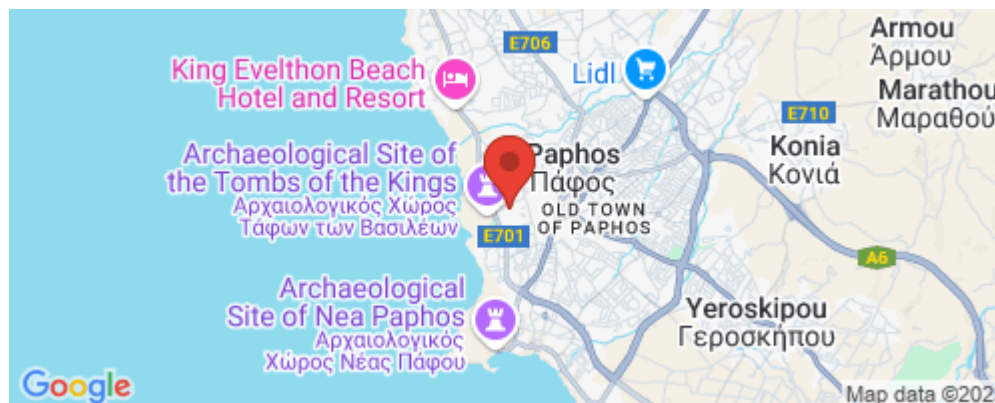 E706
King Evelthon Beach
Hotel and Resort
Lidl
Armou
Άρμου
Marathou
Μαραθού
E710
Konia
Κονιά
Archaeological Site of
the Tombs of the Kings
Αρχαιολογικός Χώρος
Τάφων τών Βασιλέων
Paphos
Πάφος
OLD TOWN
OF PAPHOS
E701
A6
Archaeological
Site of Nea Paphos
Αρχαιολογικός
Χώρος Νέας Πάφου
Yeroskipou
Γεροσκήπου
Google
Map data ©202